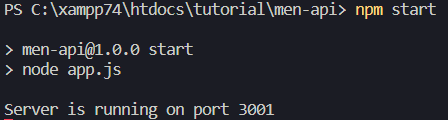 PS C:\xampp74\htdocs\tutorial\men-api> npm start
> men-api@1.0.0 start
> node app.js
Server is running on port 3001